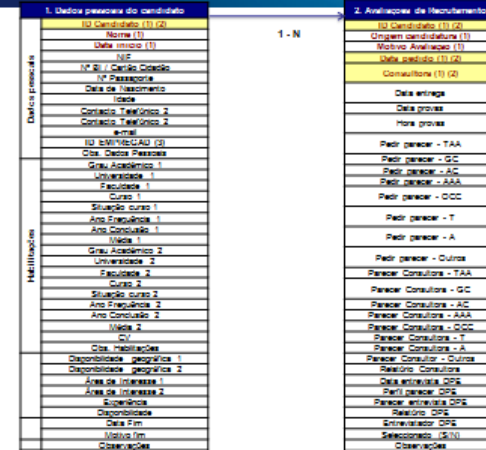 1. Dados pessoais do candidato
Dados pessoais
ID Candidato (1) (2)
Nome (1)
Data inicio (1)
NIF
Nº BI / Cartão Cidadão
Nº Passaporte
Data de Nascimento
Idade
Contacto Telefónico 2
Contacto Telefónico 2
e-mail
ID EMPREGAD (3)
Obs. Dados Pessoais
Habilitações
Grau Académico 1
Universidade 1
Faculdade 1
Curso 1
Situação curso 1
Ano Frequência 1
Ano Conclusão 1
Média 1
Grau Académico 2
Universidade 2
Faculdade 2
Curso 2
Situação curso 2
Ano Frequência 2
Ano Conclusão 2
Média 2
CV
Obs. Habilitações
Disponibilidade geográfica 1
Disponibilidade geográfica 2
Área de Interesse 1
Área de Interesse 2
Experiência
Disponibilidade
Data Fim
Motivo fim
Observações
1 - N
2. Avaliações de Recrutamento
ID Candidato (1) (2)
Origem candidatura (1)
Motivo Avaliação (1)
Data pedido (1) (2)
Consultora (1) (2)
Data entrega
Data provas
Hora provas
Pedir parecer - TAA
Pedir parecer - GC
Pedir parecer - AC
Pedir parecer - AAA
Pedir parecer - OCC
Pedir parecer - T
Pedir parecer - A
Pedir parecer - Outros
Parecer Consultora - TAA
Parecer Consultora - GC
Parecer Consultora - AC
Parecer Consultora - AAA
Parecer Consultora - OCC
Parecer Consultora - T
Parecer Consultora - A
Parecer Consultor - Outros
Relatório Consultora
Data entrevista DPE
Perfil parecer DPE
Parecer entrevista DPE
Relatório DPE
Entrevistador DPE
Seleccionado (S/N)
Observações